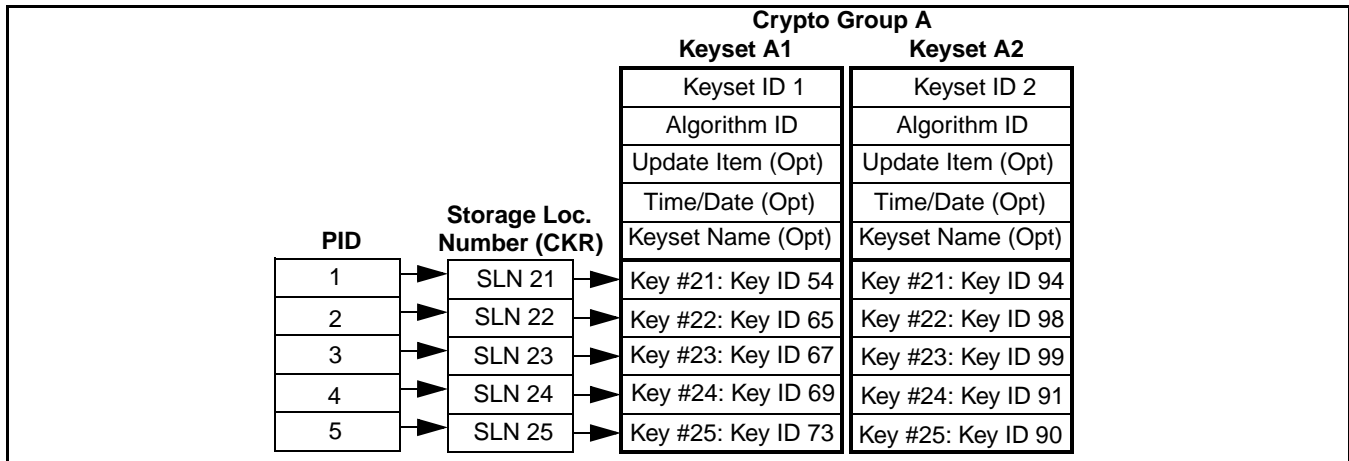 Crypto Group A
Keyset A1 Keyset A2
Keyset ID 1 Keyset ID 2
Algorithm ID Algorithm ID
Update Item (Opt) Update Item (Opt)
Time/Date (Opt) Time/Date (Opt)
PID Storage Loc. Number (CKR) Keyset Name (Opt) Keyset Name (Opt)
1 SLN 21 Key #21: Key ID 54 Key #21: Key ID 94
2 SLN 22 Key #22: Key ID 65 Key #22: Key ID 98
3 SLN 23 Key #23: Key ID 67 Key #23: Key ID 99
4 SLN 24 Key #24: Key ID 69 Key #24: Key ID 91
5 SLN 25 Key #25: Key ID 73 Key #25: Key ID 90